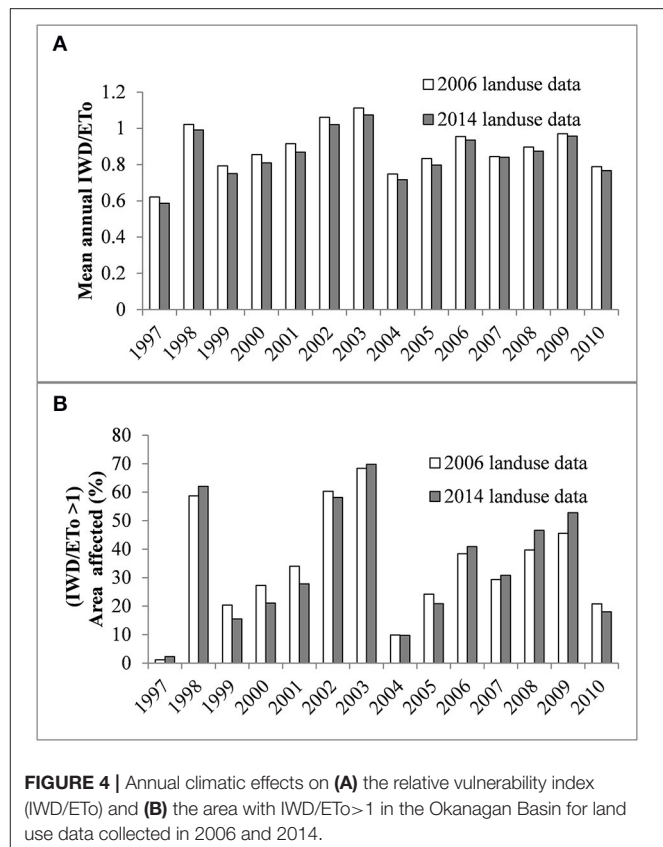 A
Mean annual IWD/ETo
1.2
1
0.8
0.6
0.4
0.2
0
2006 landuse data
2014 landuse data
1997 1998 1999 2000 2001 2002 2003 2004 2005 2006 2007 2008 2009 2010
B
(IWD/ETo >1)
Area affected (%)
80
70
60
50
40
30
20
10
0
2006 landuse data
2014 landuse data
1997 1998 1999 2000 2001 2002 2003 2004 2005 2006 2007 2008 2009 2010
FIGURE 4 | Annual climatic effects on (A) the relative vulnerability index
(IWD/ETo) and (B) the area with IWD/ETo>1 in the Okanagan Basin for land
use data collected in 2006 and 2014.